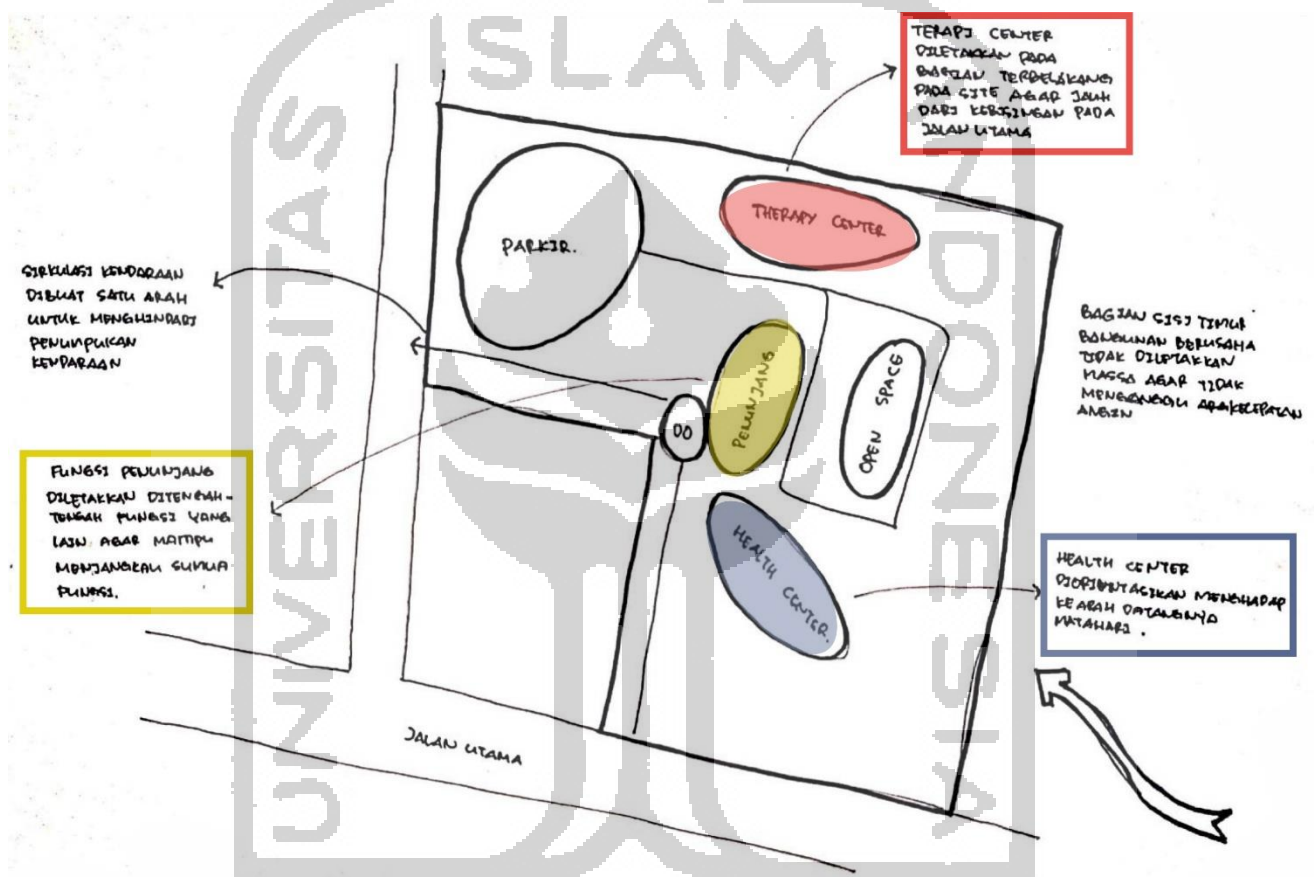 UNIVERSITAS
ISLAM
INDONESIA
TERAPI CENTER
DILETAKKAN PADA
BAGIAN TERBELAKANG
PADA SITE AGAR JAUH
DARI KEBISINGAN PADA
JALAN UTAMA
THERAPY CENTER
PARKIR.
SIRKULASI KENDARAAN
DIBUAT SATU ARAH
UNTUK MENGHINDARI
PENUMPUKAN
KENDARAAN
BAGIAN SISI TIMUR
BANGUNAN BERUSAHA
TIDAK DILETAKKAN
MASSA AGAR TIDAK
MENGANGGU ARAH KECEPATAN
ANGIN
PENUNJANG
OPEN SPACE
DO
FUNGSI PENUNJANG
DILETAKKAN DITENGAH-
TENGAH FUNGSI YANG
LAIN AGAR MAMPU
MENJANGKAU SEMUA
FUNGSI.
HEALTH CENTER.
HEALTH CENTER
DIORIENTASIKAN MENGHADAP
KEARAH DATANGNYA
MATAHARI.
JALAN UTAMA